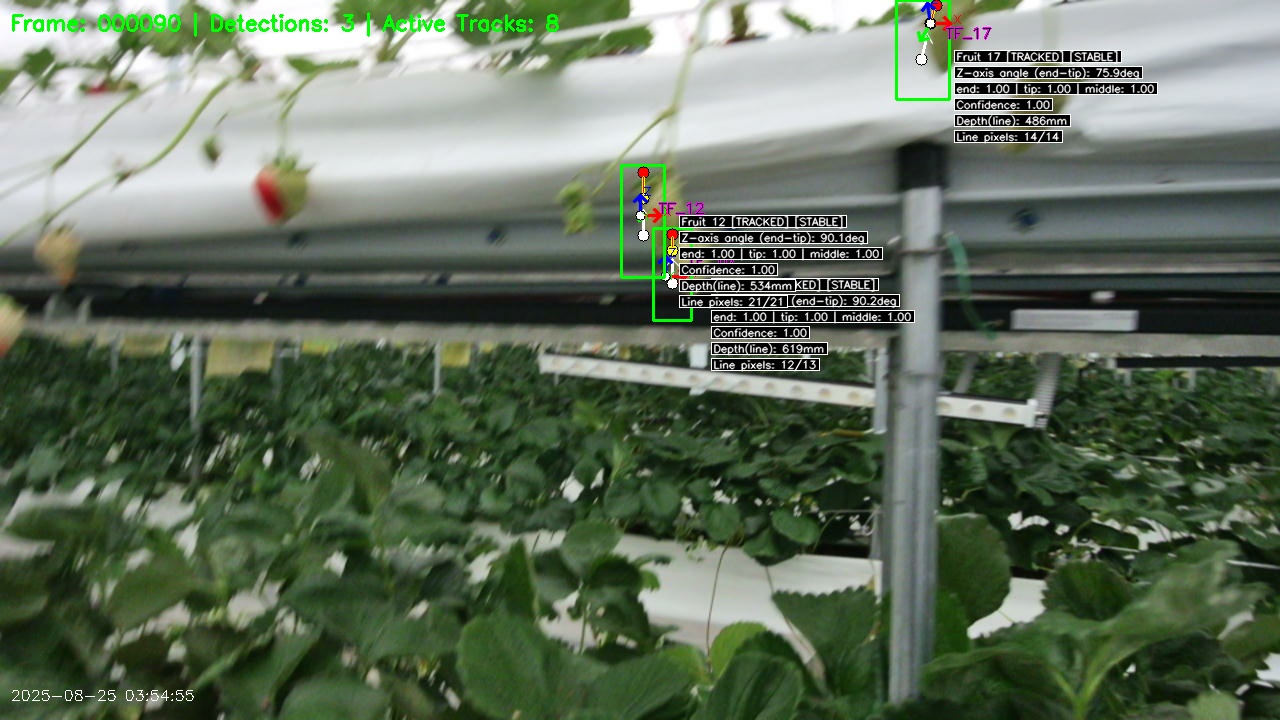 Frame: 000090 | Detections: 3 | Active Tracks: 8
TF_17
Fruit 17 [TRACKED] [STABLE]
Z-axis angle (end-tip): 75.9deg
end: 1.00 | tip: 1.00 | middle: 1.00
Confidence: 1.00
Depth(line): 486mm
Line pixels: 14/14
TF_12
Fruit 12 [TRACKED] [STABLE]
Z-axis angle (end-tip): 90.1deg
end: 1.00 | tip: 1.00 | middle: 1.00
Confidence: 1.00
Depth(line): 534mm
Line pixels: 21/21
KED] [STABLE]
(end-tip): 90.2deg
end: 1.00 | tip: 1.00 | middle: 1.00
Confidence: 1.00
Depth(line): 619mm
Line pixels: 12/13
2025-08-25 03:54:55